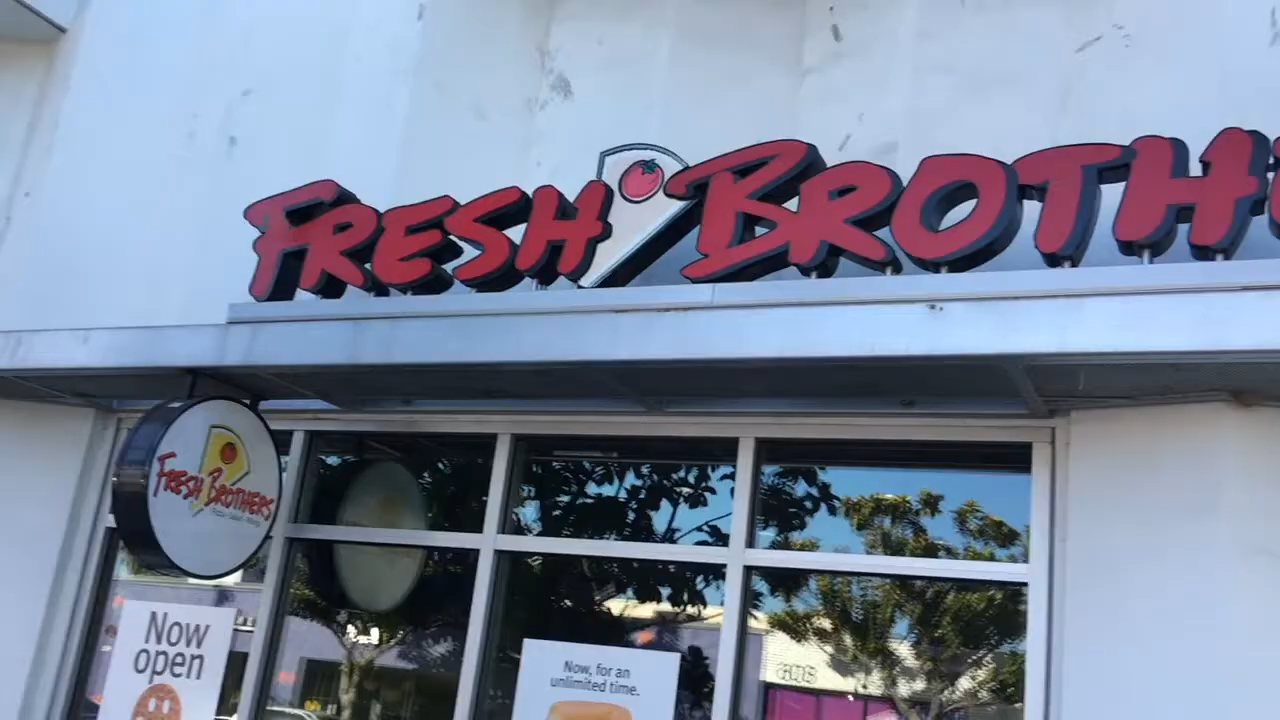 FRESH BROTH
FRESH BROTHERS
Now
open
Now, for an
unlimited time.